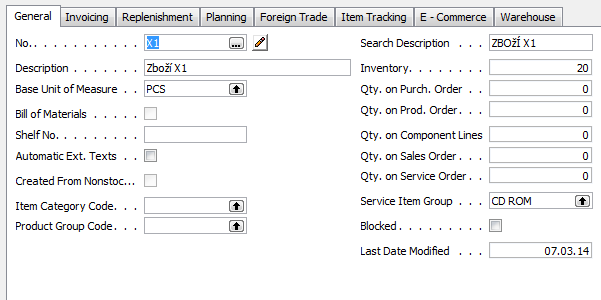 General Invoicing Replenishment Planning Foreign Trade Item Tracking E - Commerce Warehouse
No. . . . . . . . . . . . X1 ...
Description . . . . . . . Zboží X1
Base Unit of Measure . . PCS
Bill of Materials . . . . .
Shelf No. . . . . . . . . .
Automatic Ext. Texts . . .
Created From Nonstoc... .
Item Category Code. . . .
Product Group Code. . . .
Search Description . . . ZBOžÍ X1
Inventory. . . . . . . . . 20
Qty. on Purch. Order . . . 0
Qty. on Prod. Order. . . . 0
Qty. on Component Lines 0
Qty. on Sales Order . . . 0
Qty. on Service Order . . 0
Service Item Group . . . CD ROM
Blocked . . . . . . . . . .
Last Date Modified . . . . 07.03.14